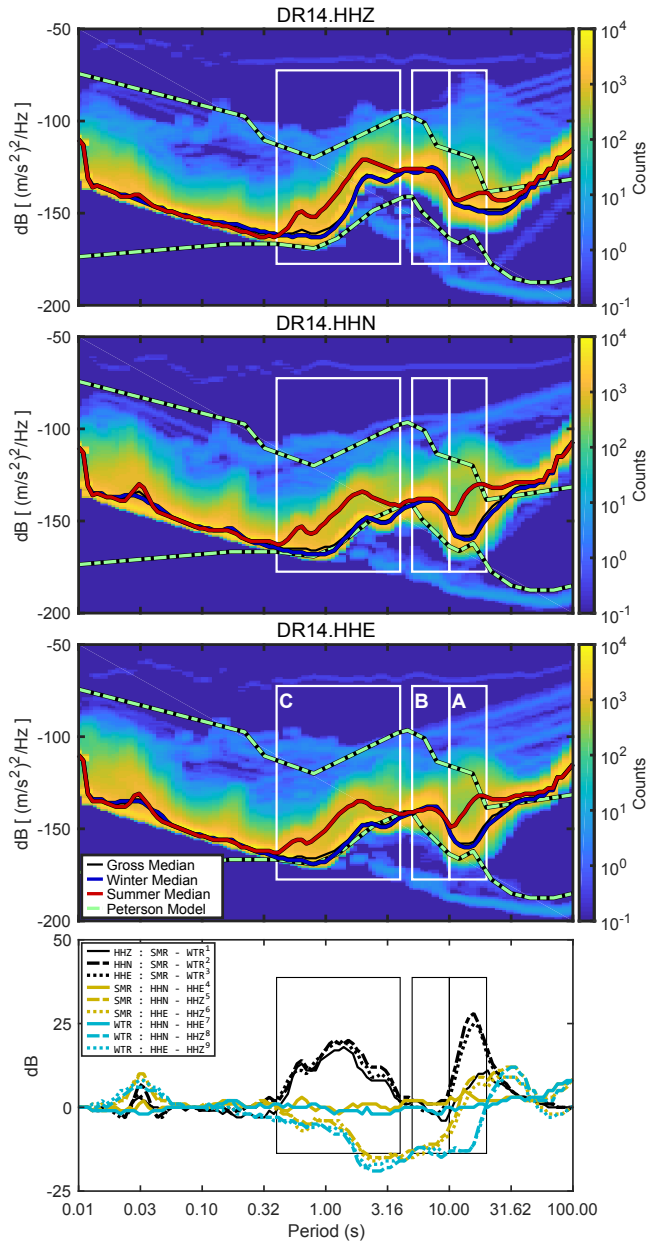 DR14.HHZ
-50
-100
-150
-200
dB [ (m/s²)²/Hz]
10⁴
10³
10²
10¹
10⁰
10⁻¹
Counts
DR14.HHN
-50
-100
-150
-200
dB [ (m/s²)²/Hz]
10⁴
10³
10²
10¹
10⁰
10⁻¹
Counts
DR14.HHE
-50
-100
-150
-200
dB [ (m/s²)²/Hz]
C B A
Gross Median
Winter Median
Summer Median
Peterson Model
10⁴
10³
10²
10¹
10⁰
10⁻¹
Counts
50
25
0
-25
dB
HHZ : SMR - WTR¹
HHN : SMR - WTR²
HHE : SMR - WTR³
SMR : HHN - HHE⁴
SMR : HHN - HHZ⁵
SMR : HHE - HHZ⁶
WTR : HHN - HHE⁷
WTR : HHN - HHZ⁸
WTR : HHE - HHZ⁹
0.01 0.03 0.10 0.32 1.00 3.16 10.00 31.62 100.00
Period (s)